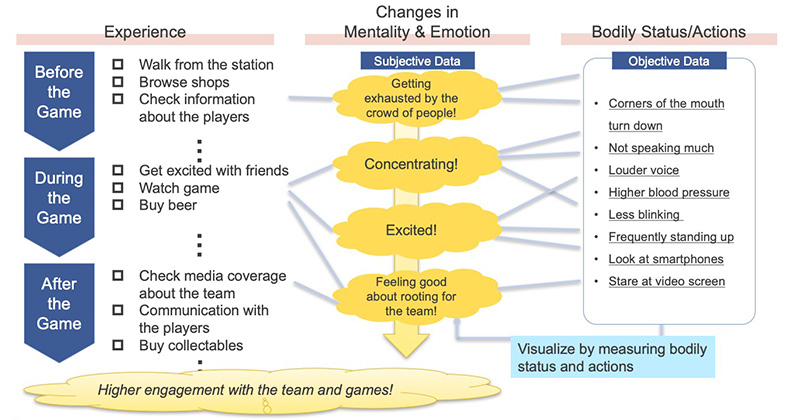 Experience
Changes in
Mentality & Emotion
Bodily Status/Actions
Before
the
Game
Walk from the station
Browse shops
Check information
about the players
During
the
Game
Get excited with friends
Watch game
Buy beer
After
the
Game
Check media coverage
about the team
Communication with
the players
Buy collectables
Subjective Data
Getting
exhausted by the
crowd of people!
Concentrating!
Excited!
Feeling good
about rooting for
the team!
Objective Data
• Corners of the mouth
turn down
• Not speaking much
• Louder voice
• Higher blood pressure
• Less blinking
• Frequently standing up
• Look at smartphones
• Stare at video screen
Visualize by measuring bodily
status and actions
Higher engagement with the team and games!